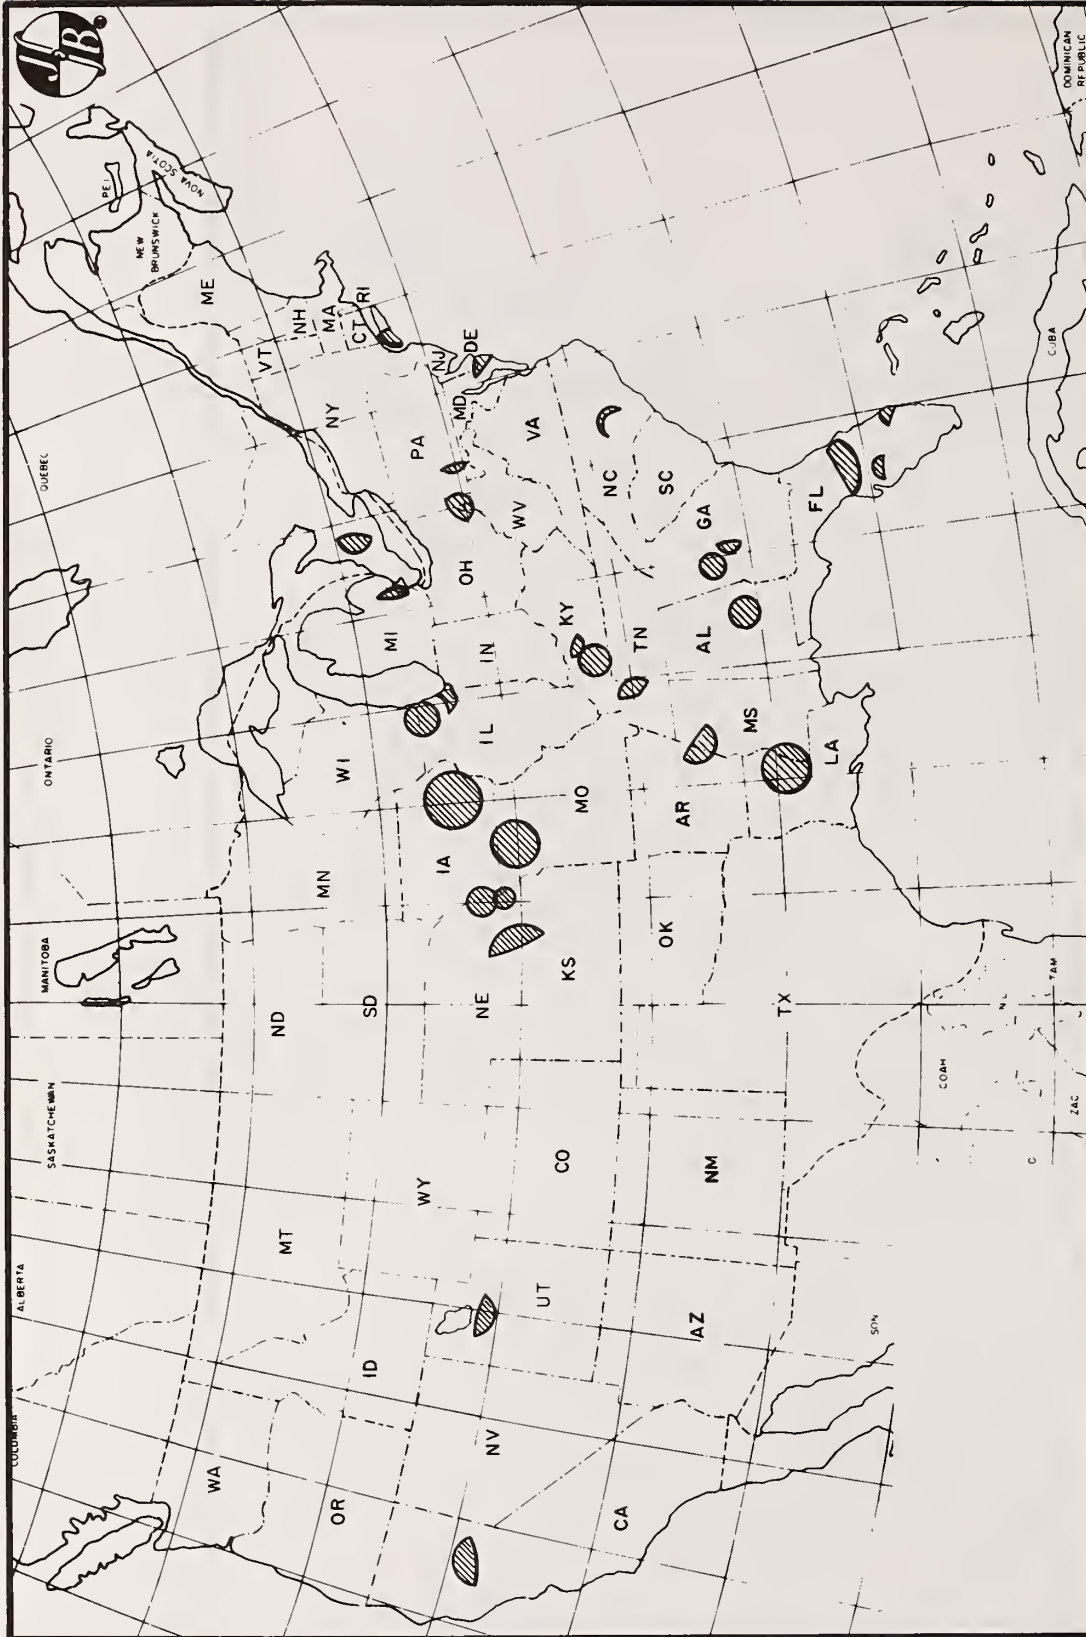 COLUMBIA
ALBERTA
SASKATCHEWAN
MANITOBA
ONTARIO
QUEBEC
NEW
BRUNSWICK
PEI
NOVA SCOTIA
JJB®
WA
MT
ND
MN
WI
MI
NY
VT
NH
ME
MA
CT
RI
OR
ID
WY
SD
IA
IL
IN
OH
PA
NJ
MD
DE
NV
UT
CO
NE
KS
MO
KY
WV
VA
CA
AZ
NM
OK
AR
TN
NC
SC
TX
LA
MS
AL
GA
FL
SON
COAH
N L
TAM
ZAC
C
CUBA
DOMINICAN
REPUBLIC